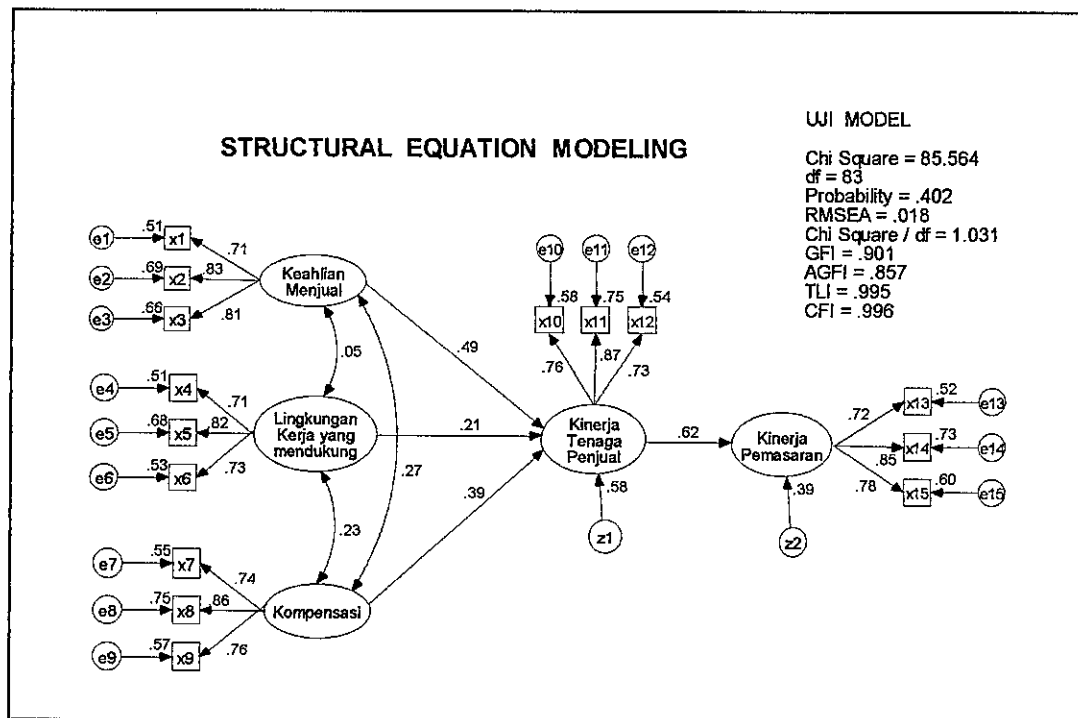 STRUCTURAL EQUATION MODELING
UJI MODEL
Chi Square = 85.564
df = 83
Probability = .402
RMSEA = .018
Chi Square / df = 1.031
GFI = .901
AGFI = .857
TLI = .995
CFI = .996
e1 .51 x1 .71
e2 .69 x2 .83
e3 .66 x3 .81
Keahlian
Menjual
.05
.49
e4 .51 x4 .71
e5 .68 x5 .82
e6 .53 x6 .73
Lingkungan
Kerja yang
mendukung
.21
.27
.23
.39
e7 .55 x7 .74
e8 .75 x8 .86
e9 .57 x9 .76
Kompensasi
e10 e11 e12
.58 .75 .54
x10 x11 x12
.76 .87 .73
Kinerja
Tenaga
Penjual
.58
z1
.62
Kinerja
Pemasaran
.39
z2
.72 x13 .52 e13
.85 x14 .73 e14
.78 x15 .60 e15